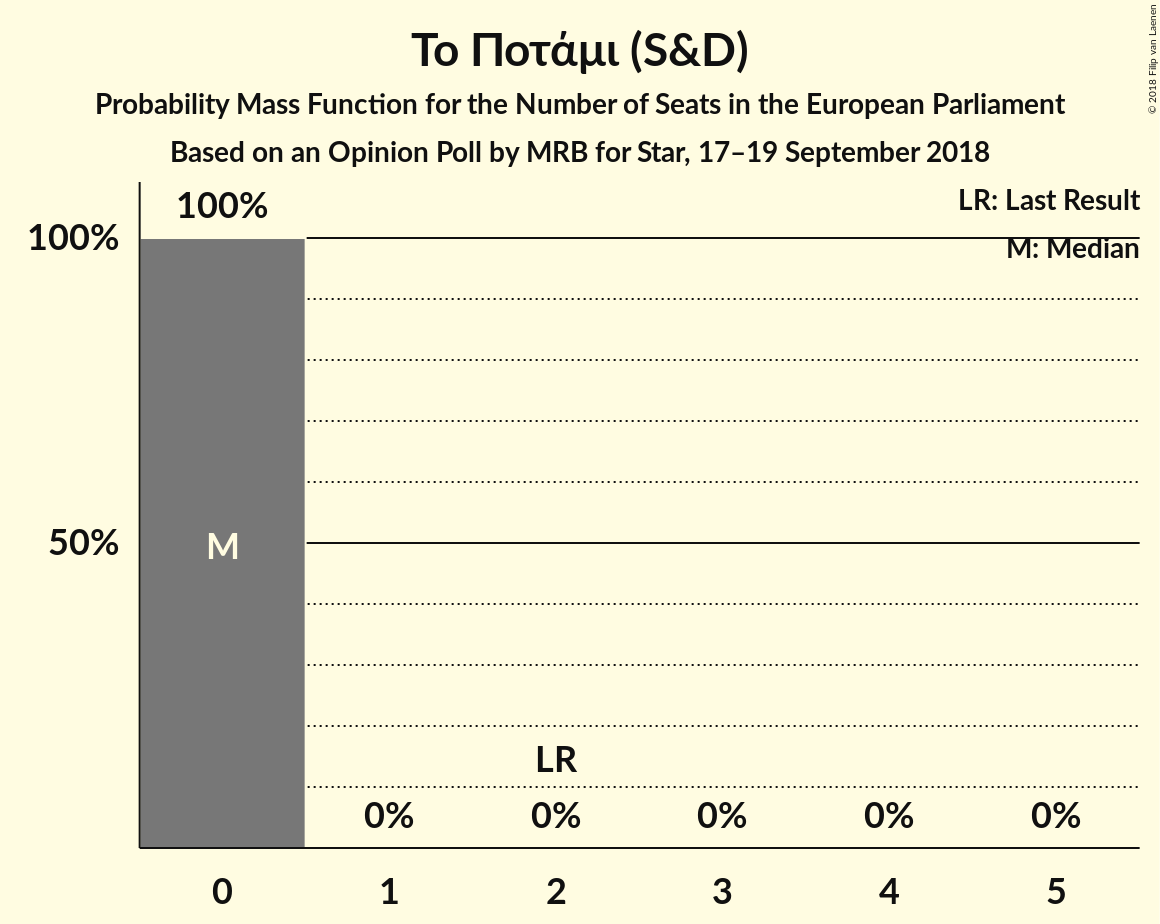 Το Ποτάμι (S&D)
Probability Mass Function for the Number of Seats in the European Parliament
Based on an Opinion Poll by MRB for Star, 17–19 September 2018
© 2018 Filip van Laenen
LR: Last Result
M: Median
100%
100%
50%
M
LR
0%
0%
0%
0%
0%
0
1
2
3
4
5